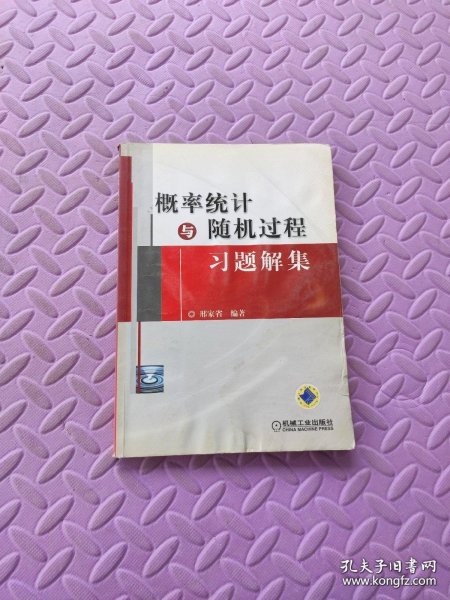 概率统计
与 随机过程
习题解集
邢家省 编著
机械工业出版社
CHINA MACHINE PRESS
孔夫子旧书网
www.kongfz.com